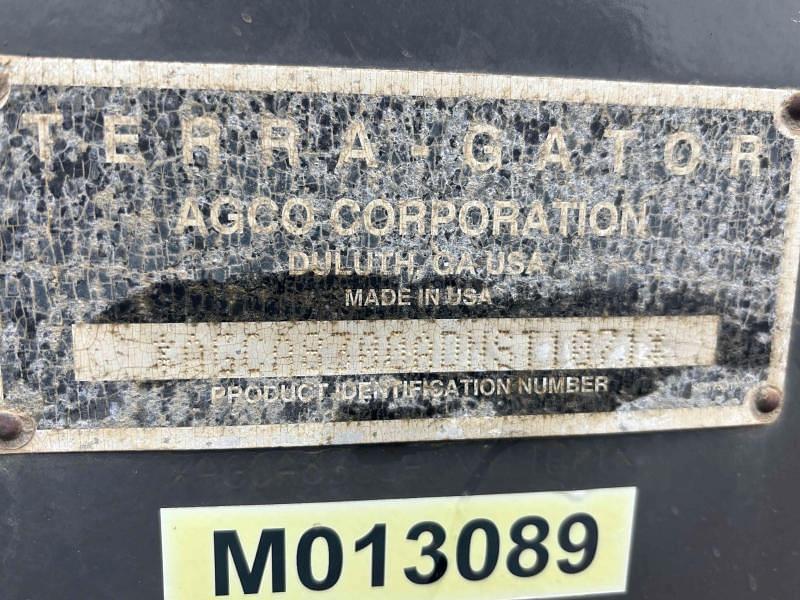 TERRA-GATOR
AGCO CORPORATION
DULUTH, GA USA
MADE IN USA
PRODUCT IDENTIFICATION NUMBER
M013089